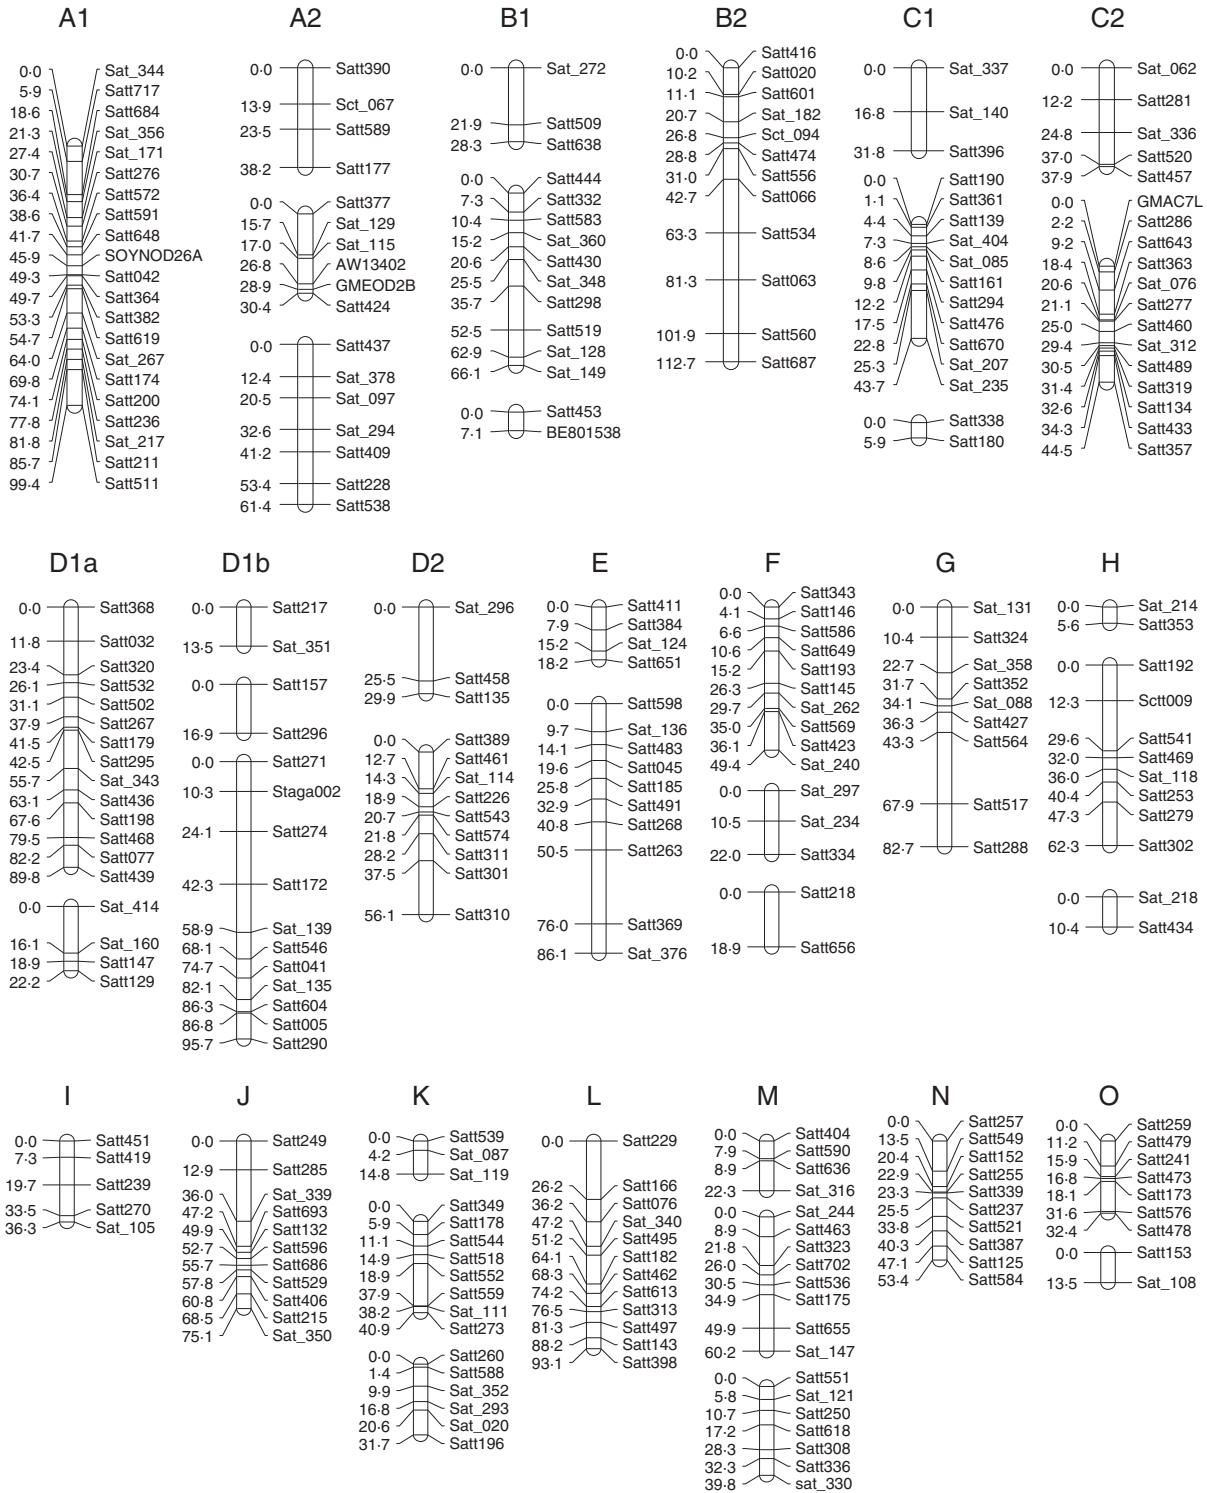 A1
0·0 Sat_344
5·9 Satt717
18·6 Satt684
21·3 Sat_356
27·4 Sat_171
30·7 Satt276
36·4 Satt572
38·6 Satt591
41·7 Satt648
45·9 SOYNOD26A
49·3 Satt042
49·7 Satt364
53·3 Satt382
54·7 Satt619
64·0 Sat_267
69·8 Satt174
74·1 Satt200
77·8 Satt236
81·8 Sat_217
85·7 Satt211
99·4 Satt511
A2
0·0 Satt390
13·9 Sct_067
23·5 Satt589
38·2 Satt177
0·0 Satt377
15·7 Sat_129
17·0 Sat_115
26·8 AW13402
28·9 GMEOD2B
30·4 Satt424
0·0 Satt437
12·4 Sat_378
20·5 Sat_097
32·6 Sat_294
41·2 Satt409
53·4 Satt228
61·4 Satt538
B1
0·0 Sat_272
21·9 Satt509
28·3 Satt638
0·0 Satt444
7·3 Satt332
10·4 Satt583
15·2 Sat_360
20·6 Satt430
25·5 Sat_348
35·7 Satt298
52·5 Satt519
62·9 Sat_128
66·1 Sat_149
0·0 Satt453
7·1 BE801538
B2
0·0 Satt416
10·2 Satt020
11·1 Satt601
20·7 Sat_182
26·8 Sct_094
28·8 Satt474
31·0 Satt556
42·7 Satt066
63·3 Satt534
81·3 Satt063
101·9 Satt560
112·7 Satt687
C1
0·0 Sat_337
16·8 Sat_140
31·8 Satt396
0·0 Satt190
1·1 Satt361
4·4 Satt139
7·3 Sat_404
8·6 Sat_085
9·8 Satt161
12·2 Satt294
17·5 Satt476
22·8 Satt670
25·3 Sat_207
43·7 Sat_235
0·0 Satt338
5·9 Satt180
C2
0·0 Sat_062
12·2 Satt281
24·8 Sat_336
37·0 Satt520
37·9 Satt457
0·0 GMAC7L
2·2 Satt286
9·2 Satt643
18·4 Satt363
20·6 Sat_076
21·1 Satt277
25·0 Satt460
29·4 Sat_312
30·5 Satt489
31·4 Satt319
32·6 Satt134
34·3 Satt433
44·5 Satt357
D1a
0·0 Satt368
11·8 Satt032
23·4 Satt320
26·1 Satt532
31·1 Satt502
37·9 Satt267
41·5 Satt179
42·5 Satt295
55·7 Sat_343
63·1 Satt436
67·6 Satt198
79·5 Satt468
82·2 Satt077
89·8 Satt439
0·0 Sat_414
16·1 Sat_160
18·9 Satt147
22·2 Satt129
D1b
0·0 Satt217
13·5 Sat_351
0·0 Satt157
16·9 Satt296
0·0 Satt271
10·3 Staga002
24·1 Satt274
42·3 Satt172
58·9 Sat_139
68·1 Satt546
74·7 Satt041
82·1 Sat_135
86·3 Satt604
86·8 Satt005
95·7 Satt290
D2
0·0 Sat_296
25·5 Satt458
29·9 Satt135
0·0 Satt389
12·7 Satt461
14·3 Sat_114
18·9 Satt226
20·7 Satt543
21·8 Satt574
28·2 Satt311
37·5 Satt301
56·1 Satt310
E
0·0 Satt411
7·9 Satt384
15·2 Sat_124
18·2 Satt651
0·0 Satt598
9·7 Sat_136
14·1 Satt483
19·6 Satt045
25·8 Satt185
32·9 Satt491
40·8 Satt268
50·5 Satt263
76·0 Satt369
86·1 Sat_376
F
0·0 Satt343
4·1 Satt146
6·6 Satt586
10·6 Satt649
15·2 Satt193
26·3 Satt145
29·7 Sat_262
35·0 Satt569
36·1 Satt423
49·4 Sat_240
0·0 Sat_297
10·5 Sat_234
22·0 Satt334
0·0 Satt218
18·9 Satt656
G
0·0 Sat_131
10·4 Satt324
22·7 Sat_358
31·7 Satt352
34·1 Sat_088
36·3 Satt427
43·3 Satt564
67·9 Satt517
82·7 Satt288
H
0·0 Sat_214
5·6 Satt353
0·0 Satt192
12·3 Sctt009
29·6 Satt541
32·0 Satt469
36·0 Sat_118
40·4 Satt253
47·3 Satt279
62·3 Satt302
0·0 Sat_218
10·4 Satt434
I
0·0 Satt451
7·3 Satt419
19·7 Satt239
33·5 Satt270
36·3 Sat_105
J
0·0 Satt249
12·9 Satt285
36·0 Sat_339
47·2 Satt693
49·9 Satt132
52·7 Satt596
55·7 Satt686
57·8 Satt529
60·8 Satt406
68·5 Satt215
75·1 Sat_350
K
0·0 Satt539
4·2 Sat_087
14·8 Sat_119
0·0 Satt349
5·9 Satt178
11·1 Satt544
14·9 Satt518
18·9 Satt552
37·9 Satt559
38·2 Sat_111
40·9 Satt273
0·0 Satt260
1·4 Satt588
9·9 Sat_352
16·8 Sat_293
20·6 Sat_020
31·7 Satt196
L
0·0 Satt229
26·2 Satt166
36·2 Satt076
47·2 Sat_340
51·2 Satt495
64·1 Satt182
68·3 Satt462
74·2 Satt613
76·5 Satt313
81·3 Satt497
88·2 Satt143
93·1 Satt398
M
0·0 Satt404
7·9 Satt590
8·9 Satt636
22·3 Sat_316
0·0 Sat_244
8·9 Satt463
21·8 Satt323
26·0 Satt702
30·5 Satt536
34·9 Satt175
49·9 Satt655
60·2 Sat_147
0·0 Satt551
5·8 Sat_121
10·7 Satt250
17·2 Satt618
28·3 Satt308
32·3 Satt336
39·8 sat_330
N
0·0 Satt257
13·5 Satt549
20·4 Satt152
22·9 Satt255
23·3 Satt339
25·5 Satt237
33·8 Satt521
40·3 Satt387
47·1 Satt125
53·4 Satt584
O
0·0 Satt259
11·2 Satt479
15·9 Satt241
16·8 Satt473
18·1 Satt173
31·6 Satt576
32·4 Satt478
0·0 Satt153
13·5 Sat_108